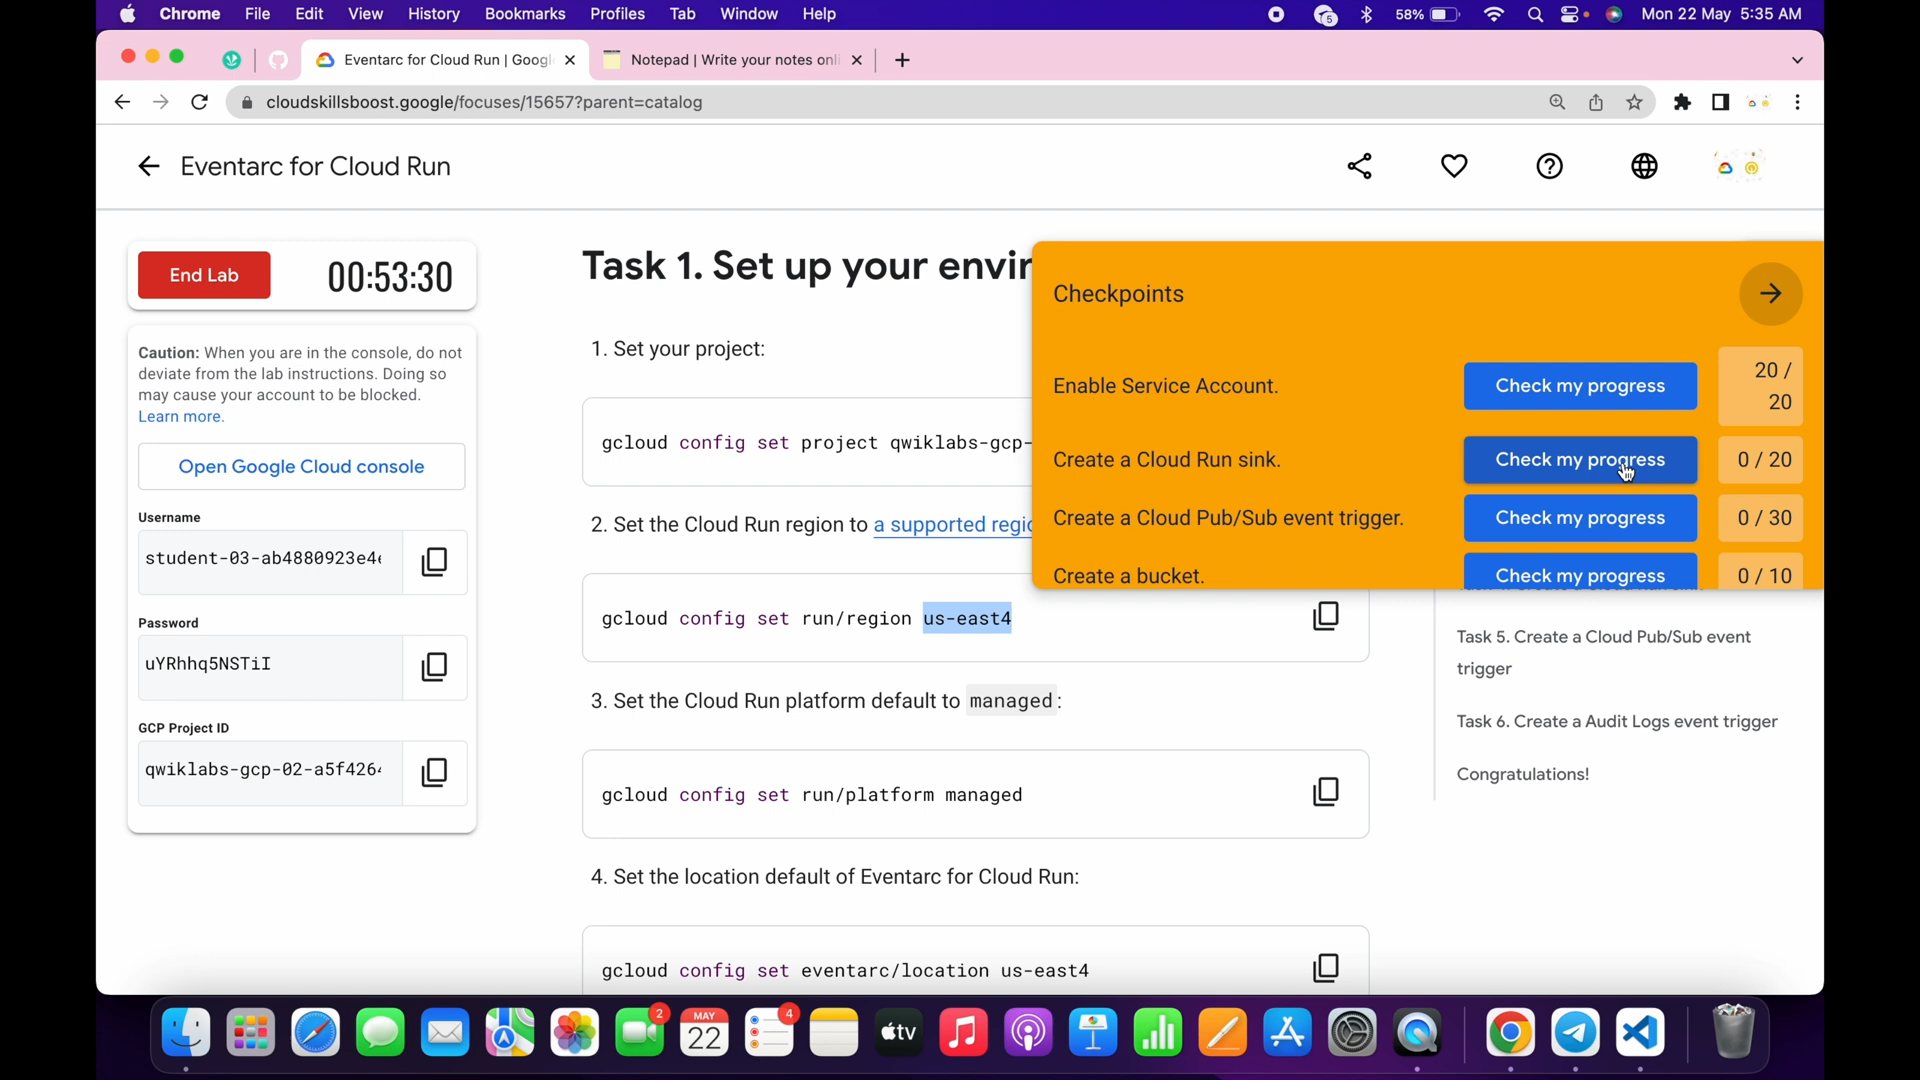 Chrome File Edit View History Bookmarks Profiles Tab Window Help
5 58% Mon 22 May 5:35 AM
Eventarc for Cloud Run | Googl
Notepad | Write your notes onli
cloudskillsboost.google/focuses/15657?parent=catalog
Eventarc for Cloud Run
End Lab
00:53:30
Caution: When you are in the console, do not
deviate from the lab instructions. Doing so
may cause your account to be blocked.
Learn more.
Open Google Cloud console
Username
student-03-ab4880923e4
Password
uYRhhq5NSTiI
GCP Project ID
qwiklabs-gcp-02-a5f426
Task 1. Set up your envir
1. Set your project:
gcloud config set project qwiklabs-gcp-
2. Set the Cloud Run region to a supported regio
gcloud config set run/region us-east4
3. Set the Cloud Run platform default to managed:
gcloud config set run/platform managed
4. Set the location default of Eventarc for Cloud Run:
gcloud config set eventarc/location us-east4
Checkpoints
Enable Service Account.
Check my progress
20 /
20
Create a Cloud Run sink.
Check my progress
0 / 20
Create a Cloud Pub/Sub event trigger.
Check my progress
0 / 30
Create a bucket.
Check my progress
0 / 10
Task 5. Create a Cloud Pub/Sub event
trigger
Task 6. Create a Audit Logs event trigger
Congratulations!
2
MAY
22
4
tv